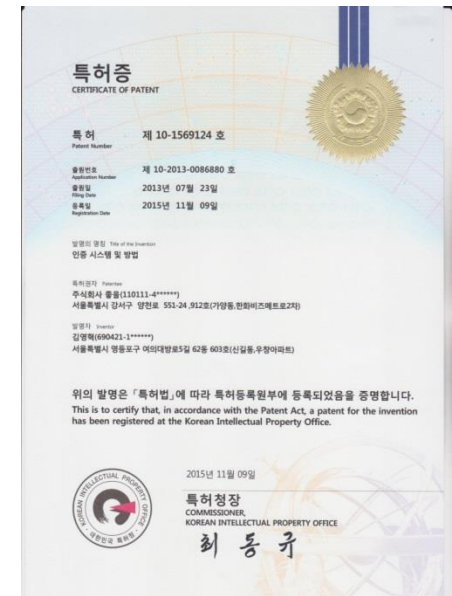 특허증
CERTIFICATE OF PATENT
특 허 제 10-1569124 호
Patent Number
출원번호 제 10-2013-0086880 호
Application Number
출원일 2013년 07월 23일
Filing Date
등록일 2015년 11월 09일
Registration Date
발명의 명칭 Title of the Invention
인증 시스템 및 방법
특허권자 Patentee
주식회사 좋을(110111-4******)
서울특별시 강서구 양천로 551-24 ,912호(가양동,한화비즈메트로2차)
발명자 Inventor
김영혁(690421-1******)
서울특별시 영등포구 여의대방로5길 62동 603호(신길동,우창아파트)
위의 발명은 「특허법」에 따라 특허등록원부에 등록되었음을 증명합니다.
This is to certify that, in accordance with the Patent Act, a patent for the invention
has been registered at the Korean Intellectual Property Office.
2015년 11월 09일
특허청장
COMMISSIONER,
KOREAN INTELLECTUAL PROPERTY OFFICE
최동규
KOREAN INTELLECTUAL PROPERTY OFFICE
대한민국 특허청